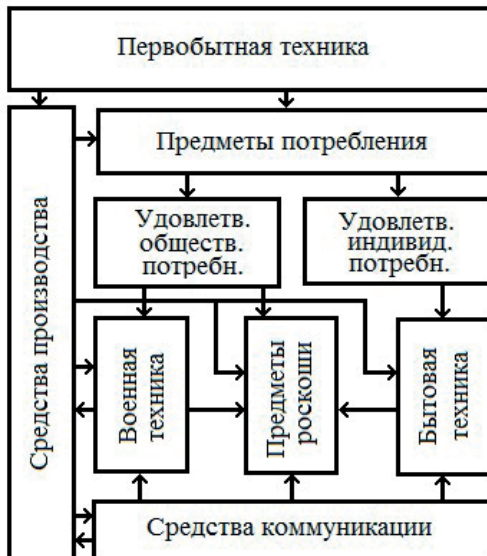 Первобытная техника
Предметы потребления
Средства производства
Удовлетв.
обществ.
потребн.
Удовлетв.
индивид.
потребн.
Военная
техника
Предметы
роскоши
Бытовая
техника
Средства коммуникации